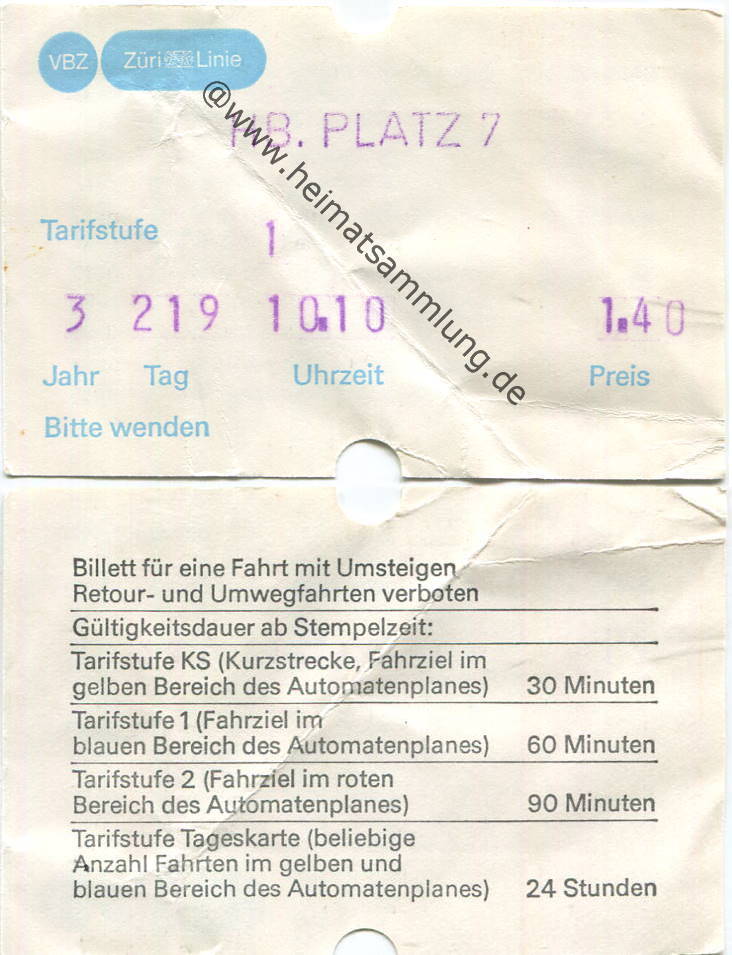 VBZ Züri Linie
@www.heimatsammlung.de
HB. PLATZ 7
Tarifstufe 1
3 219 10.10 1.40
Jahr Tag Uhrzeit Preis
Bitte wenden
Billett für eine Fahrt mit Umsteigen
Retour- und Umwegfahrten verboten
Gültigkeitsdauer ab Stempelzeit:
Tarifstufe KS (Kurzstrecke, Fahrziel im
gelben Bereich des Automatenplanes) 30 Minuten
Tarifstufe 1 (Fahrziel im
blauen Bereich des Automatenplanes) 60 Minuten
Tarifstufe 2 (Fahrziel im roten
Bereich des Automatenplanes) 90 Minuten
Tarifstufe Tageskarte (beliebige
Anzahl Fahrten im gelben und
blauen Bereich des Automatenplanes) 24 Stunden